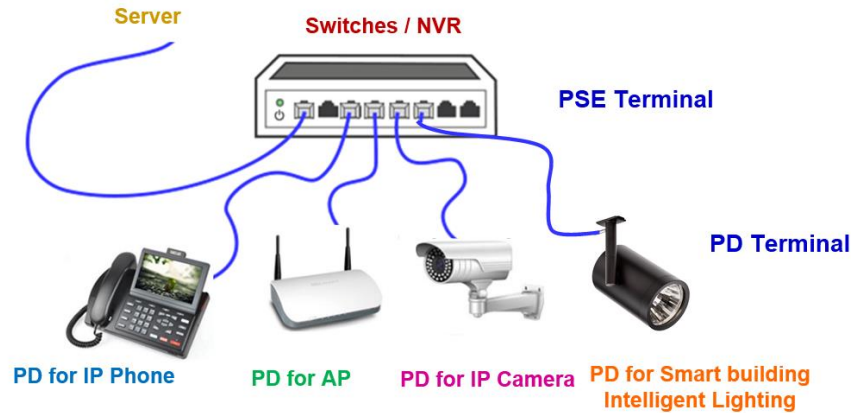 Server
Switches / NVR
PSE Terminal
PD Terminal
PD for IP Phone
PD for AP
PD for IP Camera
PD for Smart building
Intelligent Lighting